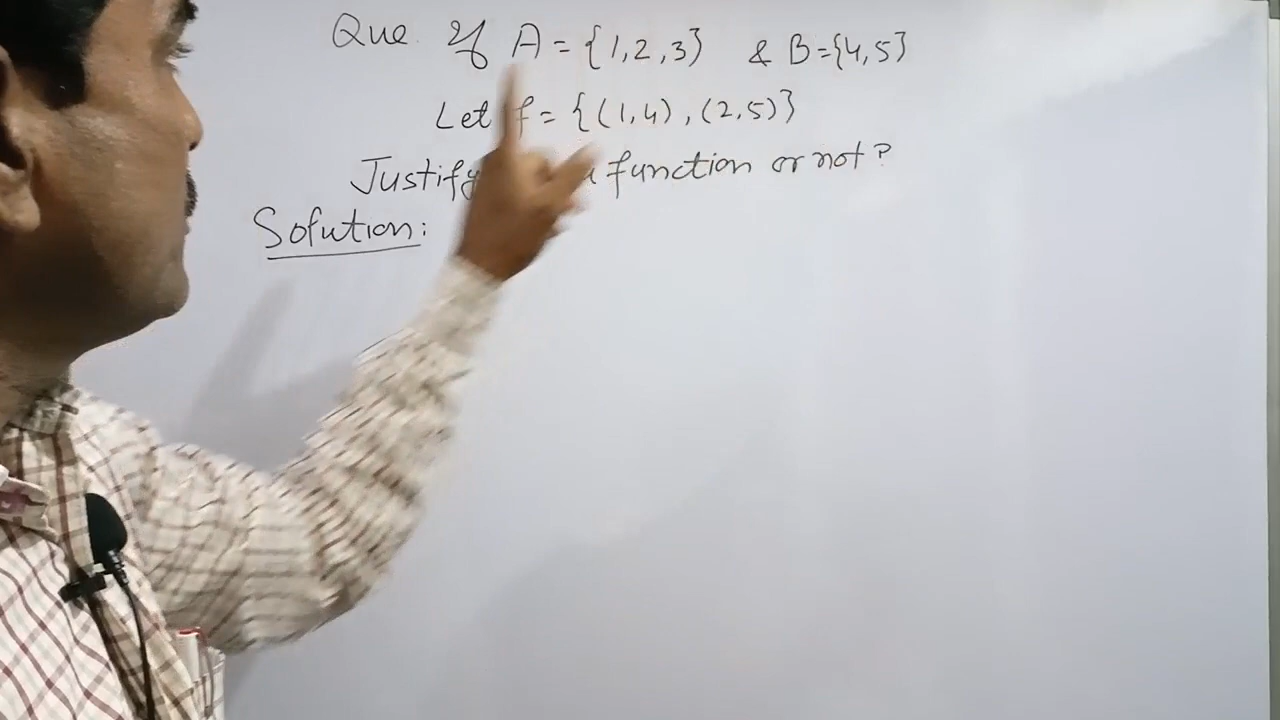 Que. If A = {1,2,3} & B={4,5}
Let f = {(1,4),(2,5)}
Justify function or not?
Solution: